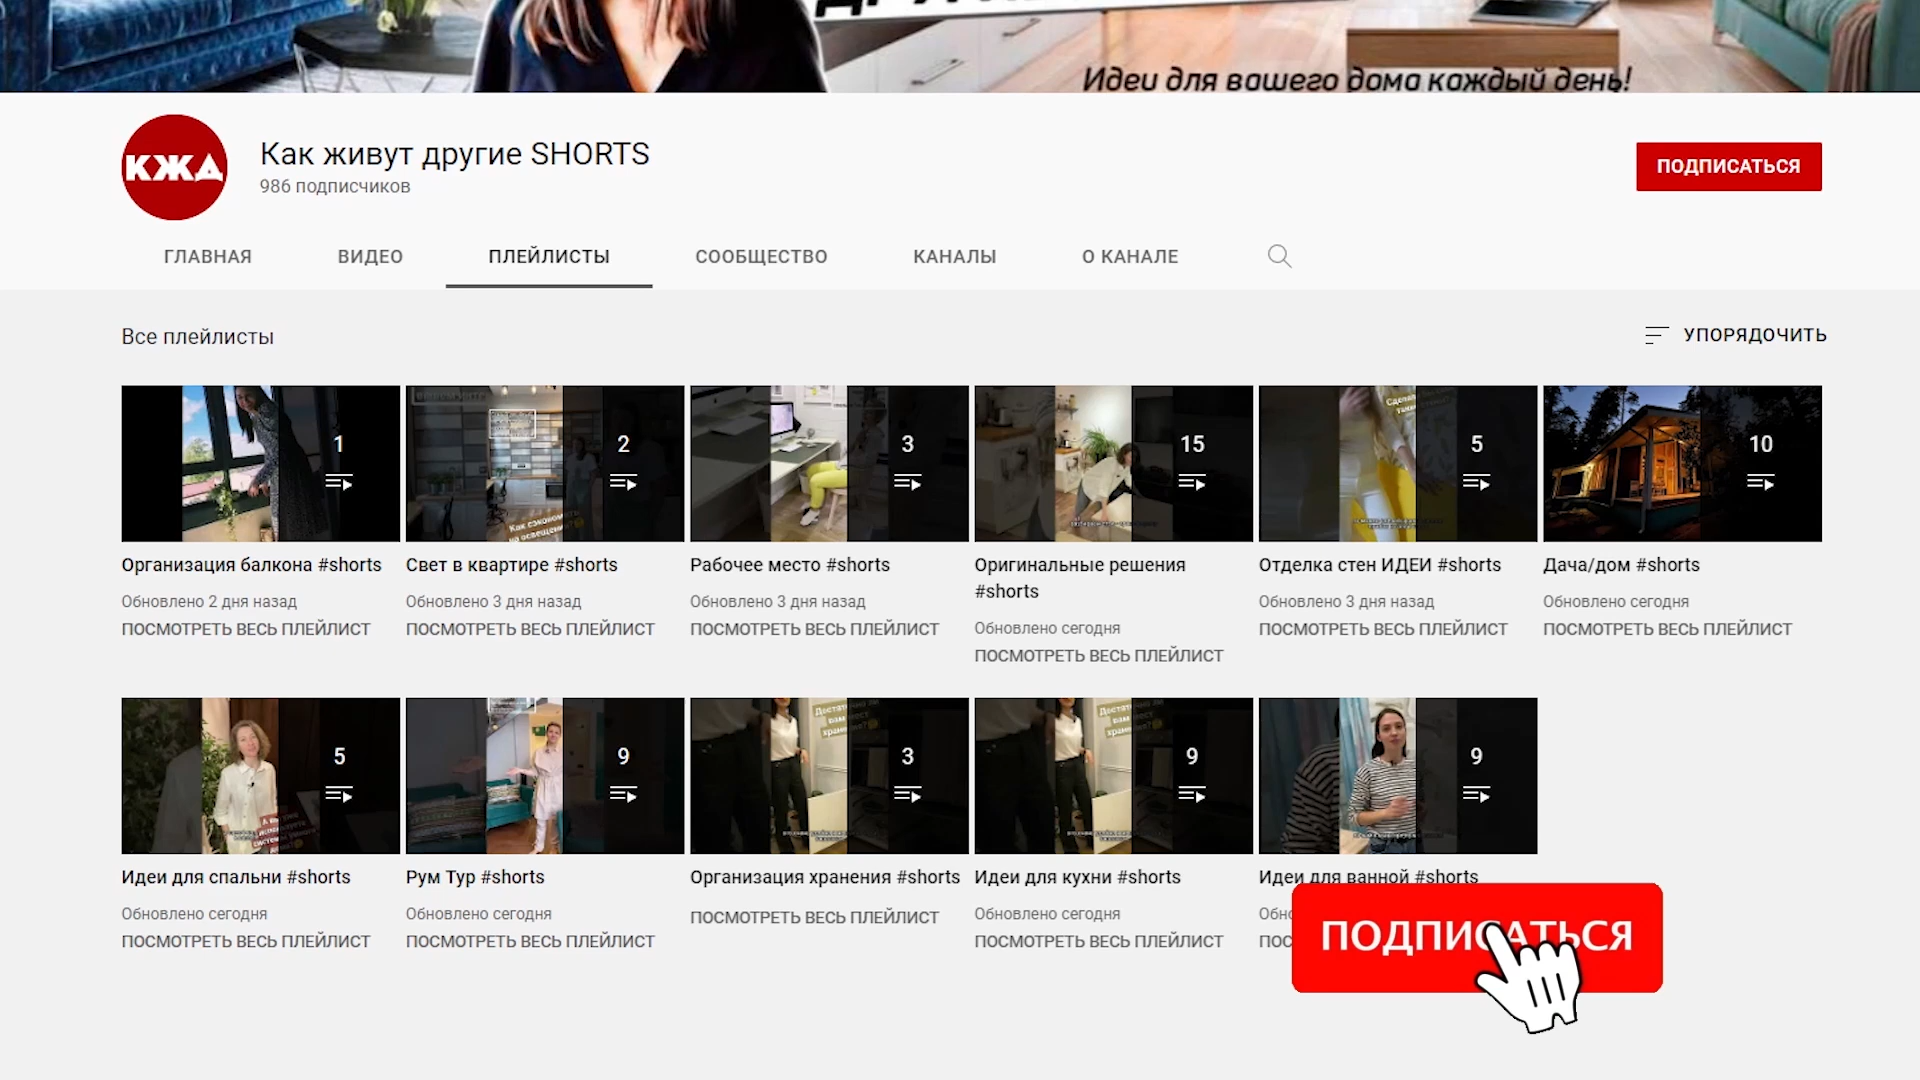 Идеи для вашего дома каждый день!
КЖД
Как живут другие SHORTS
986 подписчиков
ПОДПИСАТЬСЯ
ГЛАВНАЯ
ВИДЕО
ПЛЕЙЛИСТЫ
СООБЩЕСТВО
КАНАЛЫ
О КАНАЛЕ
Все плейлисты
УПОРЯДОЧИТЬ
1
2
3
15
5
10
Как сэкономить
на освещении?
Организация балкона #shorts
Обновлено 2 дня назад
ПОСМОТРЕТЬ ВЕСЬ ПЛЕЙЛИСТ
Свет в квартире #shorts
Обновлено 3 дня назад
ПОСМОТРЕТЬ ВЕСЬ ПЛЕЙЛИСТ
Рабочее место #shorts
Обновлено 3 дня назад
ПОСМОТРЕТЬ ВЕСЬ ПЛЕЙЛИСТ
Оригинальные решения
#shorts
Обновлено сегодня
ПОСМОТРЕТЬ ВЕСЬ ПЛЕЙЛИСТ
Отделка стен ИДЕИ #shorts
Обновлено 3 дня назад
ПОСМОТРЕТЬ ВЕСЬ ПЛЕЙЛИСТ
Дача/дом #shorts
Обновлено сегодня
ПОСМОТРЕТЬ ВЕСЬ ПЛЕЙЛИСТ
5
9
3
9
9
Идеи для спальни #shorts
Обновлено сегодня
ПОСМОТРЕТЬ ВЕСЬ ПЛЕЙЛИСТ
Рум Тур #shorts
Обновлено сегодня
ПОСМОТРЕТЬ ВЕСЬ ПЛЕЙЛИСТ
Организация хранения #shorts
ПОСМОТРЕТЬ ВЕСЬ ПЛЕЙЛИСТ
Идеи для кухни #shorts
Обновлено сегодня
ПОСМОТРЕТЬ ВЕСЬ ПЛЕЙЛИСТ
Идеи для ванной #shorts
ПОДПИСАТЬСЯ